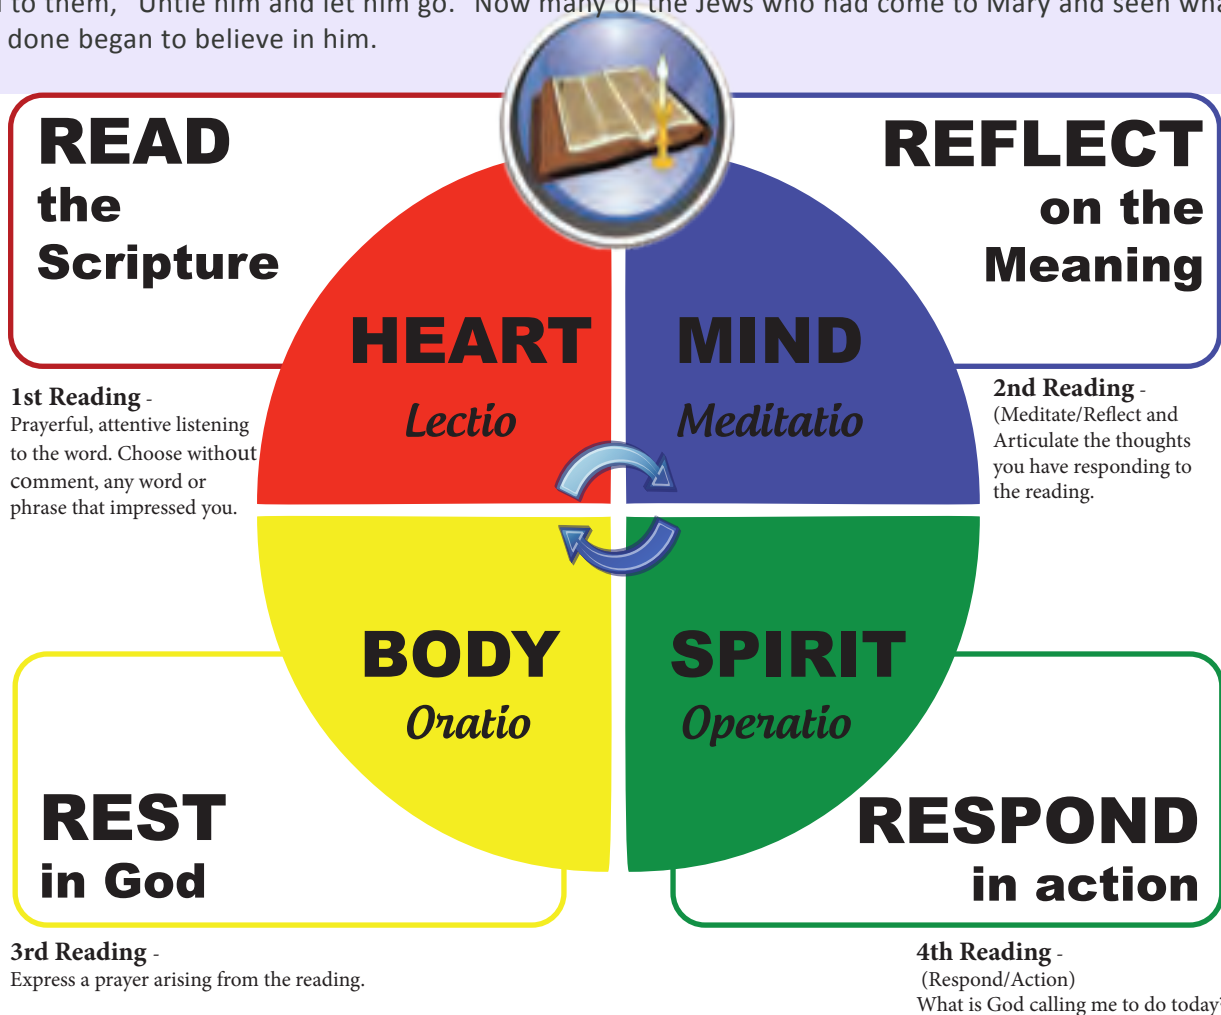 to them, "Untie him and let him go." Now many of the Jews who had come to Mary and seen
done began to believe in him.
READ
the
Scripture
REFLECT
on the
Meaning
HEART
Lectio
MIND
Meditatio
1st Reading -
Prayerful, attentive listening
to the word. Choose without
comment, any word or
phrase that impressed you.
2nd Reading -
(Meditate/Reflect and
Articulate the thoughts
you have responding to
the reading.
BODY
Oratio
SPIRIT
Operatio
REST
in God
RESPOND
in action
3rd Reading -
Express a prayer arising from the reading.
4th Reading -
(Respond/Action)
What is God calling me to do today?